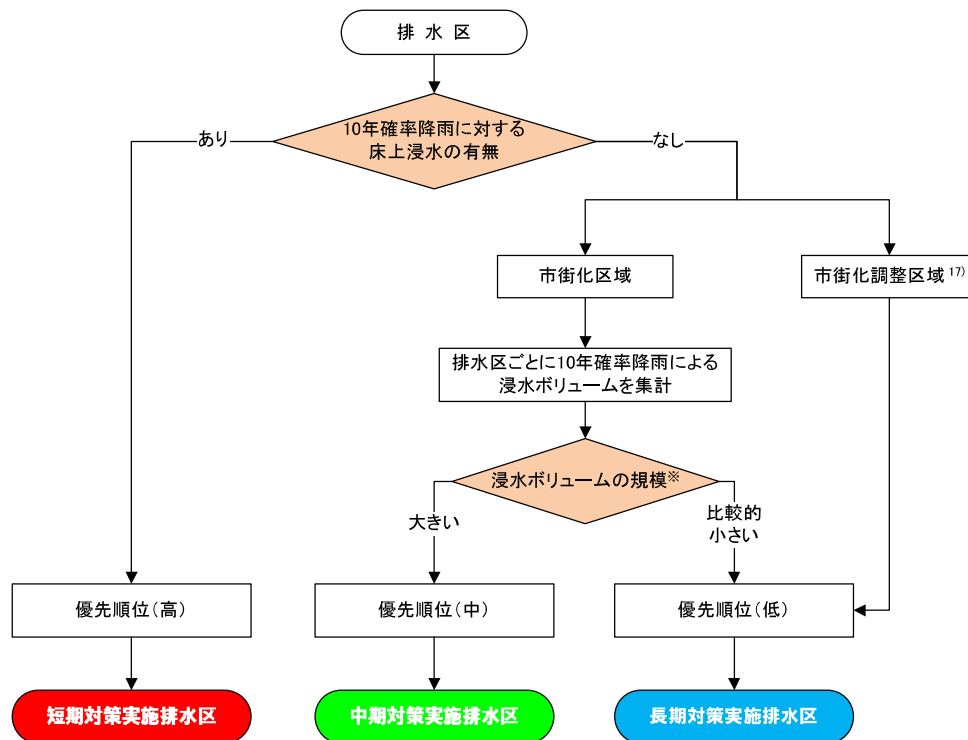 排 水 区
10年確率降雨に対する
床上浸水の有無
あり
なし
市街化区域
市街化調整区域 17)
排水区ごとに10年確率降雨による
浸水ボリュームを集計
浸水ボリュームの規模※
大きい
比較的
小さい
優先順位(高)
優先順位(中)
優先順位(低)
短期対策実施排水区
中期対策実施排水区
長期対策実施排水区